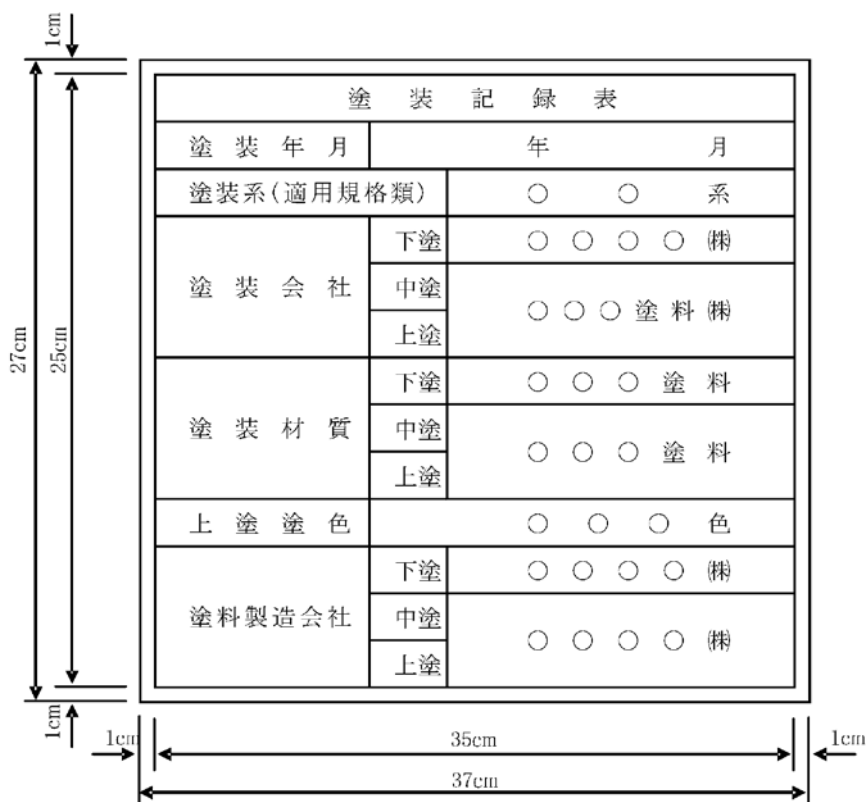 1cm
塗装記録表
塗装年月 年 月
塗装系(適用規格類) ○ ○ 系
下塗 ○ ○ ○ ○ ㈱
塗装会社 中塗 ○ ○ ○ 塗料 ㈱
上塗
下塗 ○ ○ ○ 塗料
塗装材質 中塗 ○ ○ ○ 塗料
上塗
上塗塗色 ○ ○ ○ 色
下塗 ○ ○ ○ ○ ㈱
塗料製造会社 中塗 ○ ○ ○ ○ ㈱
上塗
27cm
25cm
1cm
1cm
35cm
1cm
37cm